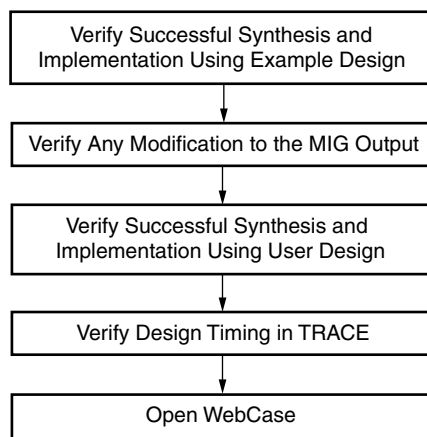 Verify Successful Synthesis and
Implementation Using Example Design
Verify Any Modification to the MIG Output
Verify Successful Synthesis and
Implementation Using User Design
Verify Design Timing in TRACE
Open WebCase